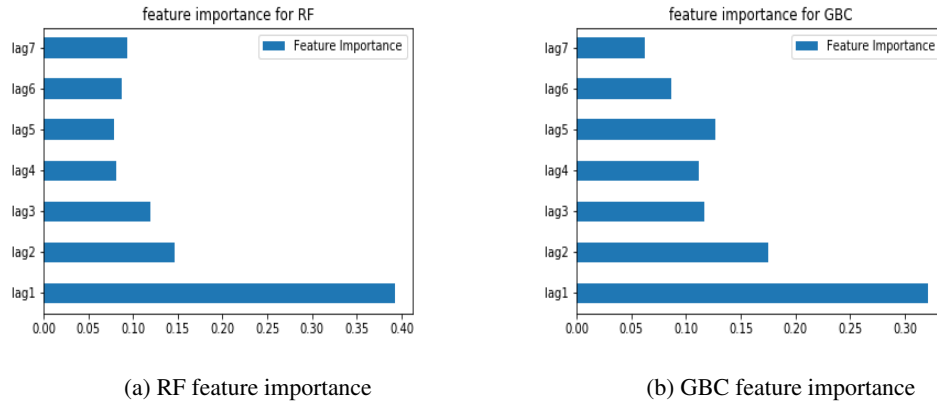 feature importance for RF
Feature Importance
lag7
lag6
lag5
lag4
lag3
lag2
lag1
0.00 0.05 0.10 0.15 0.20 0.25 0.30 0.35 0.40
(a) RF feature importance
feature importance for GBC
Feature Importance
lag7
lag6
lag5
lag4
lag3
lag2
lag1
0.00 0.05 0.10 0.15 0.20 0.25 0.30
(b) GBC feature importance